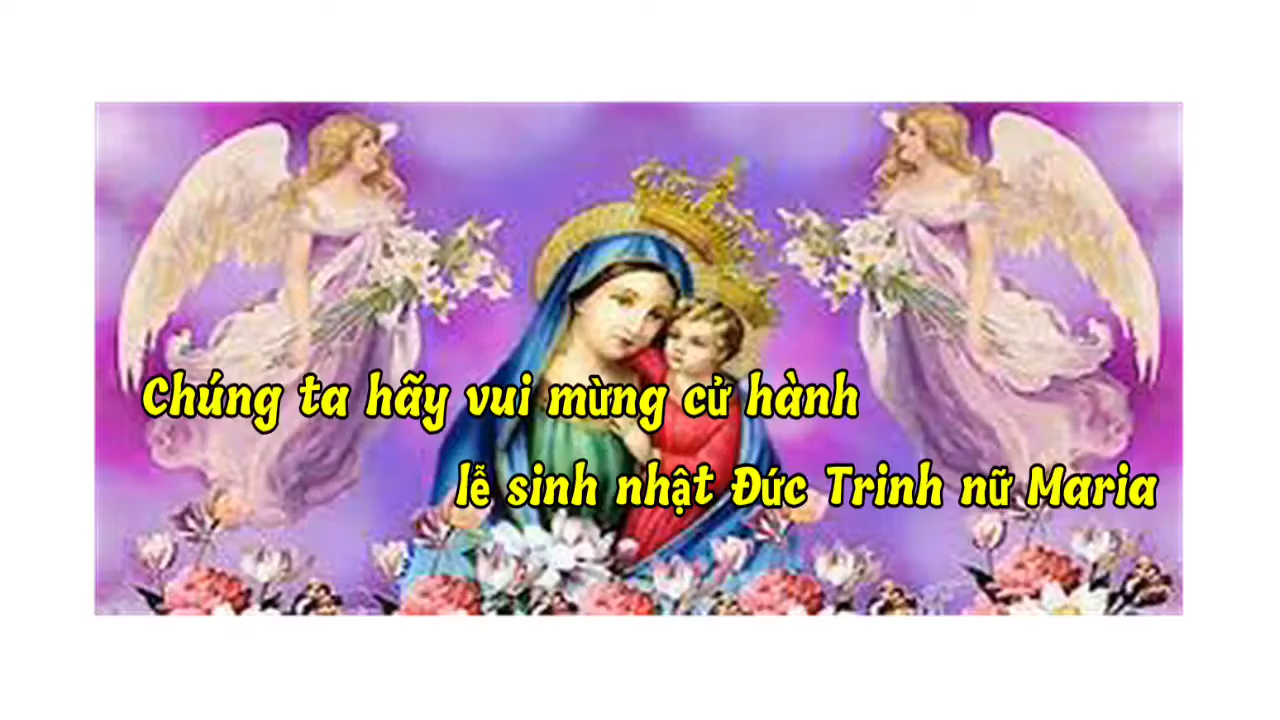 Chúng ta hãy vui mừng cử hành
lễ sinh nhật Đức Trinh nữ Maria